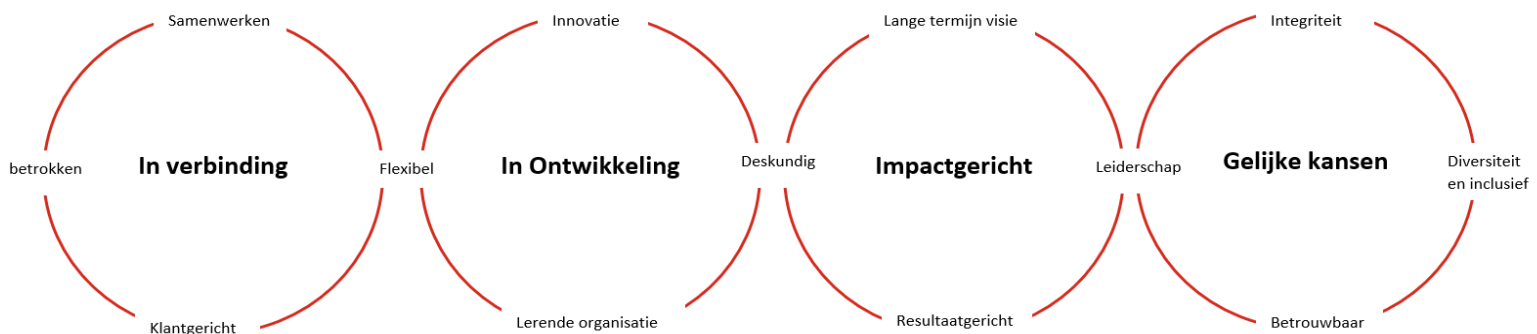 Samenwerken
Innovatie
Lange termijn visie
Integriteit
betrokken
In verbinding
Flexibel
In Ontwikkeling
Deskundig
Impactgericht
Leiderschap
Gelijke kansen
Diversiteit
en inclusief
Klantgericht
Lerende organisatie
Resultaatgericht
Betrouwbaar